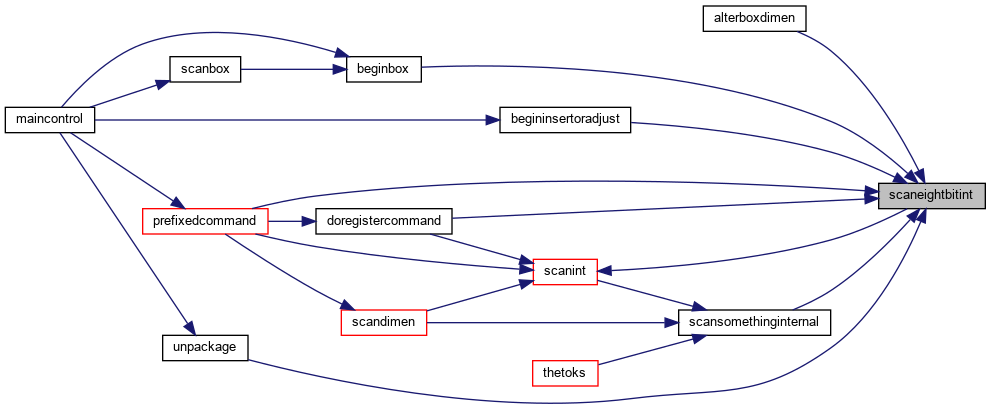 alterboxdimen
scanbox
beginbox
maincontrol
begininsertoradjust
scaneightbitint
prefixedcommand
doregistercommand
scanint
scandimen
scansomethinginternal
unpackage
thetoks